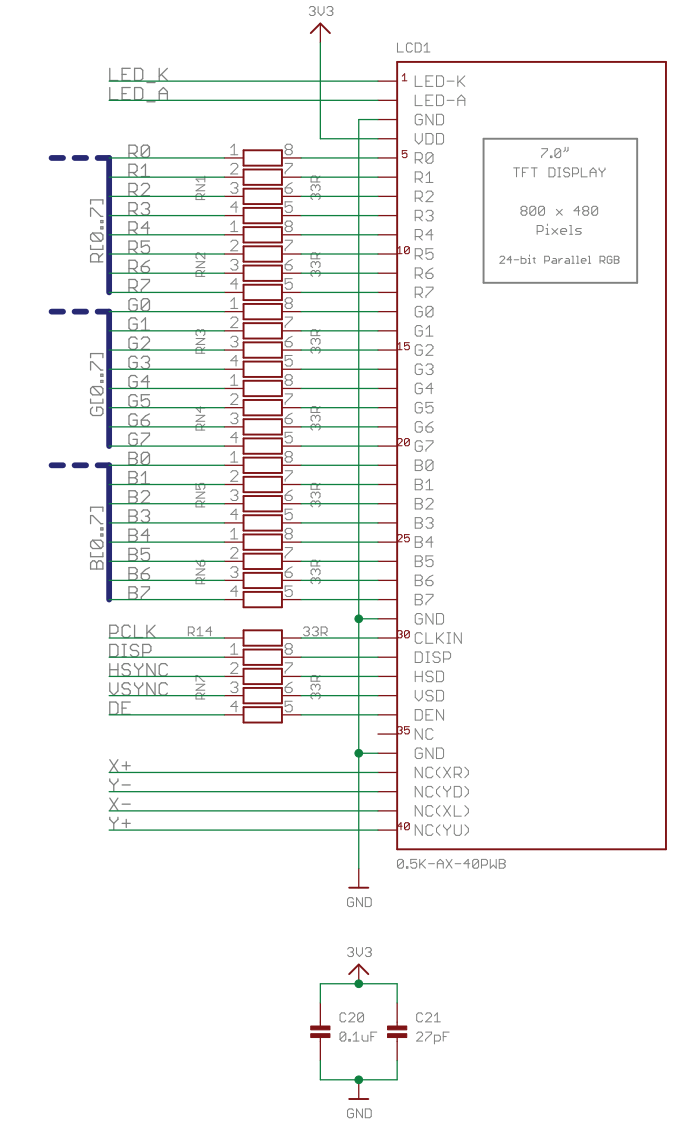 3V3
LCD1
LED_K 1 LED-K
LED_A LED-A
GND
VDD
7.0"
TFT DISPLAY
800 x 480
Pixels
24-bit Parallel RGB
R[0..7]
R0 1 8 5 R0
R1 2 7 R1
RN1 33R
R2 3 6 R2
R3 4 5 R3
R4 1 8 R4
R5 2 7 10 R5
RN2 33R
R6 3 6 R6
R7 4 5 R7
G[0..7]
G0 1 8 G0
G1 2 7 G1
RN3 33R
G2 3 6 15 G2
G3 4 5 G3
G4 1 8 G4
G5 2 7 G5
RN4 33R
G6 3 6 G6
G7 4 5 20 G7
B[0..7]
B0 1 8 B0
B1 2 7 B1
RN5 33R
B2 3 6 B2
B3 4 5 B3
B4 1 8 25 B4
B5 2 7 B5
RN6 33R
B6 3 6 B6
B7 4 5 B7
GND
PCLK R14 33R 30 CLKIN
DISP 1 8 DISP
HSYNC 2 7 HSD
RN7 33R
VSYNC 3 6 VSD
DE 4 5 DEN
35 NC
GND
X+ NC(XR)
Y- NC(YD)
X- NC(XL)
Y+ 40 NC(YU)
0.5K-AX-40PWB
GND
3V3
C20 C21
0.1uF 27pF
GND